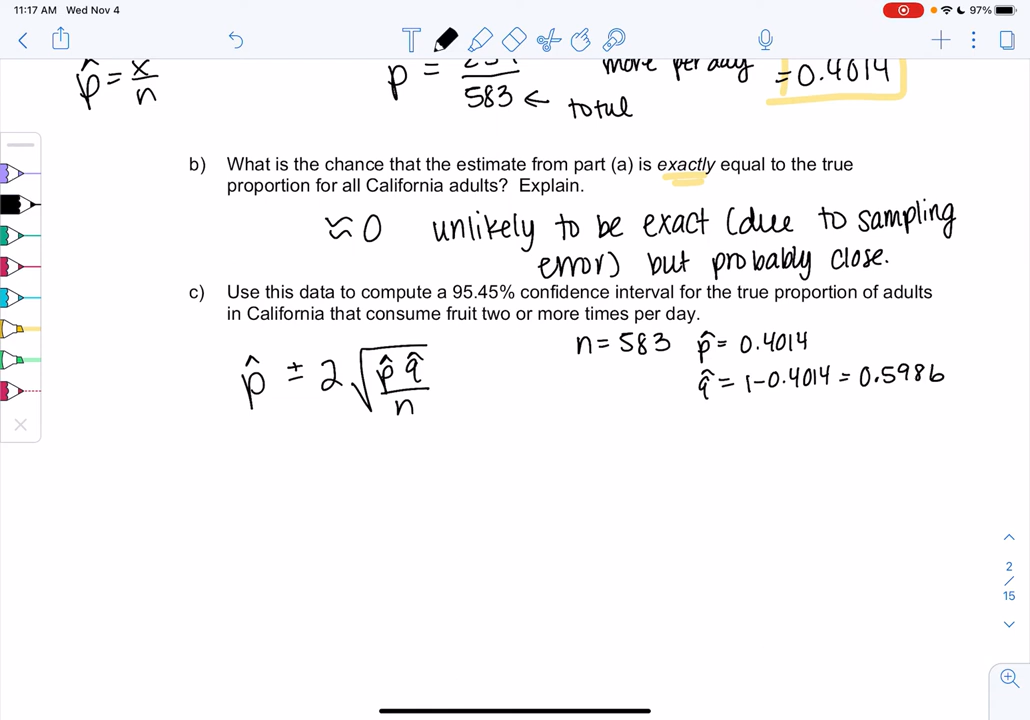 11:17 AM Wed Nov 4
97%
p̂ = x/n
p = /583 ← total
more per day
= 0.4014
b) What is the chance that the estimate from part (a) is exactly equal to the true
proportion for all California adults? Explain.
≈ 0 unlikely to be exact (due to sampling
error) but probably close.
c) Use this data to compute a 95.45% confidence interval for the true proportion of adults
in California that consume fruit two or more times per day.
n = 583 p̂ = 0.4014
q̂ = 1-0.4014 = 0.5986
p̂ ± 2 √(p̂ q̂ / n)
2
/
15